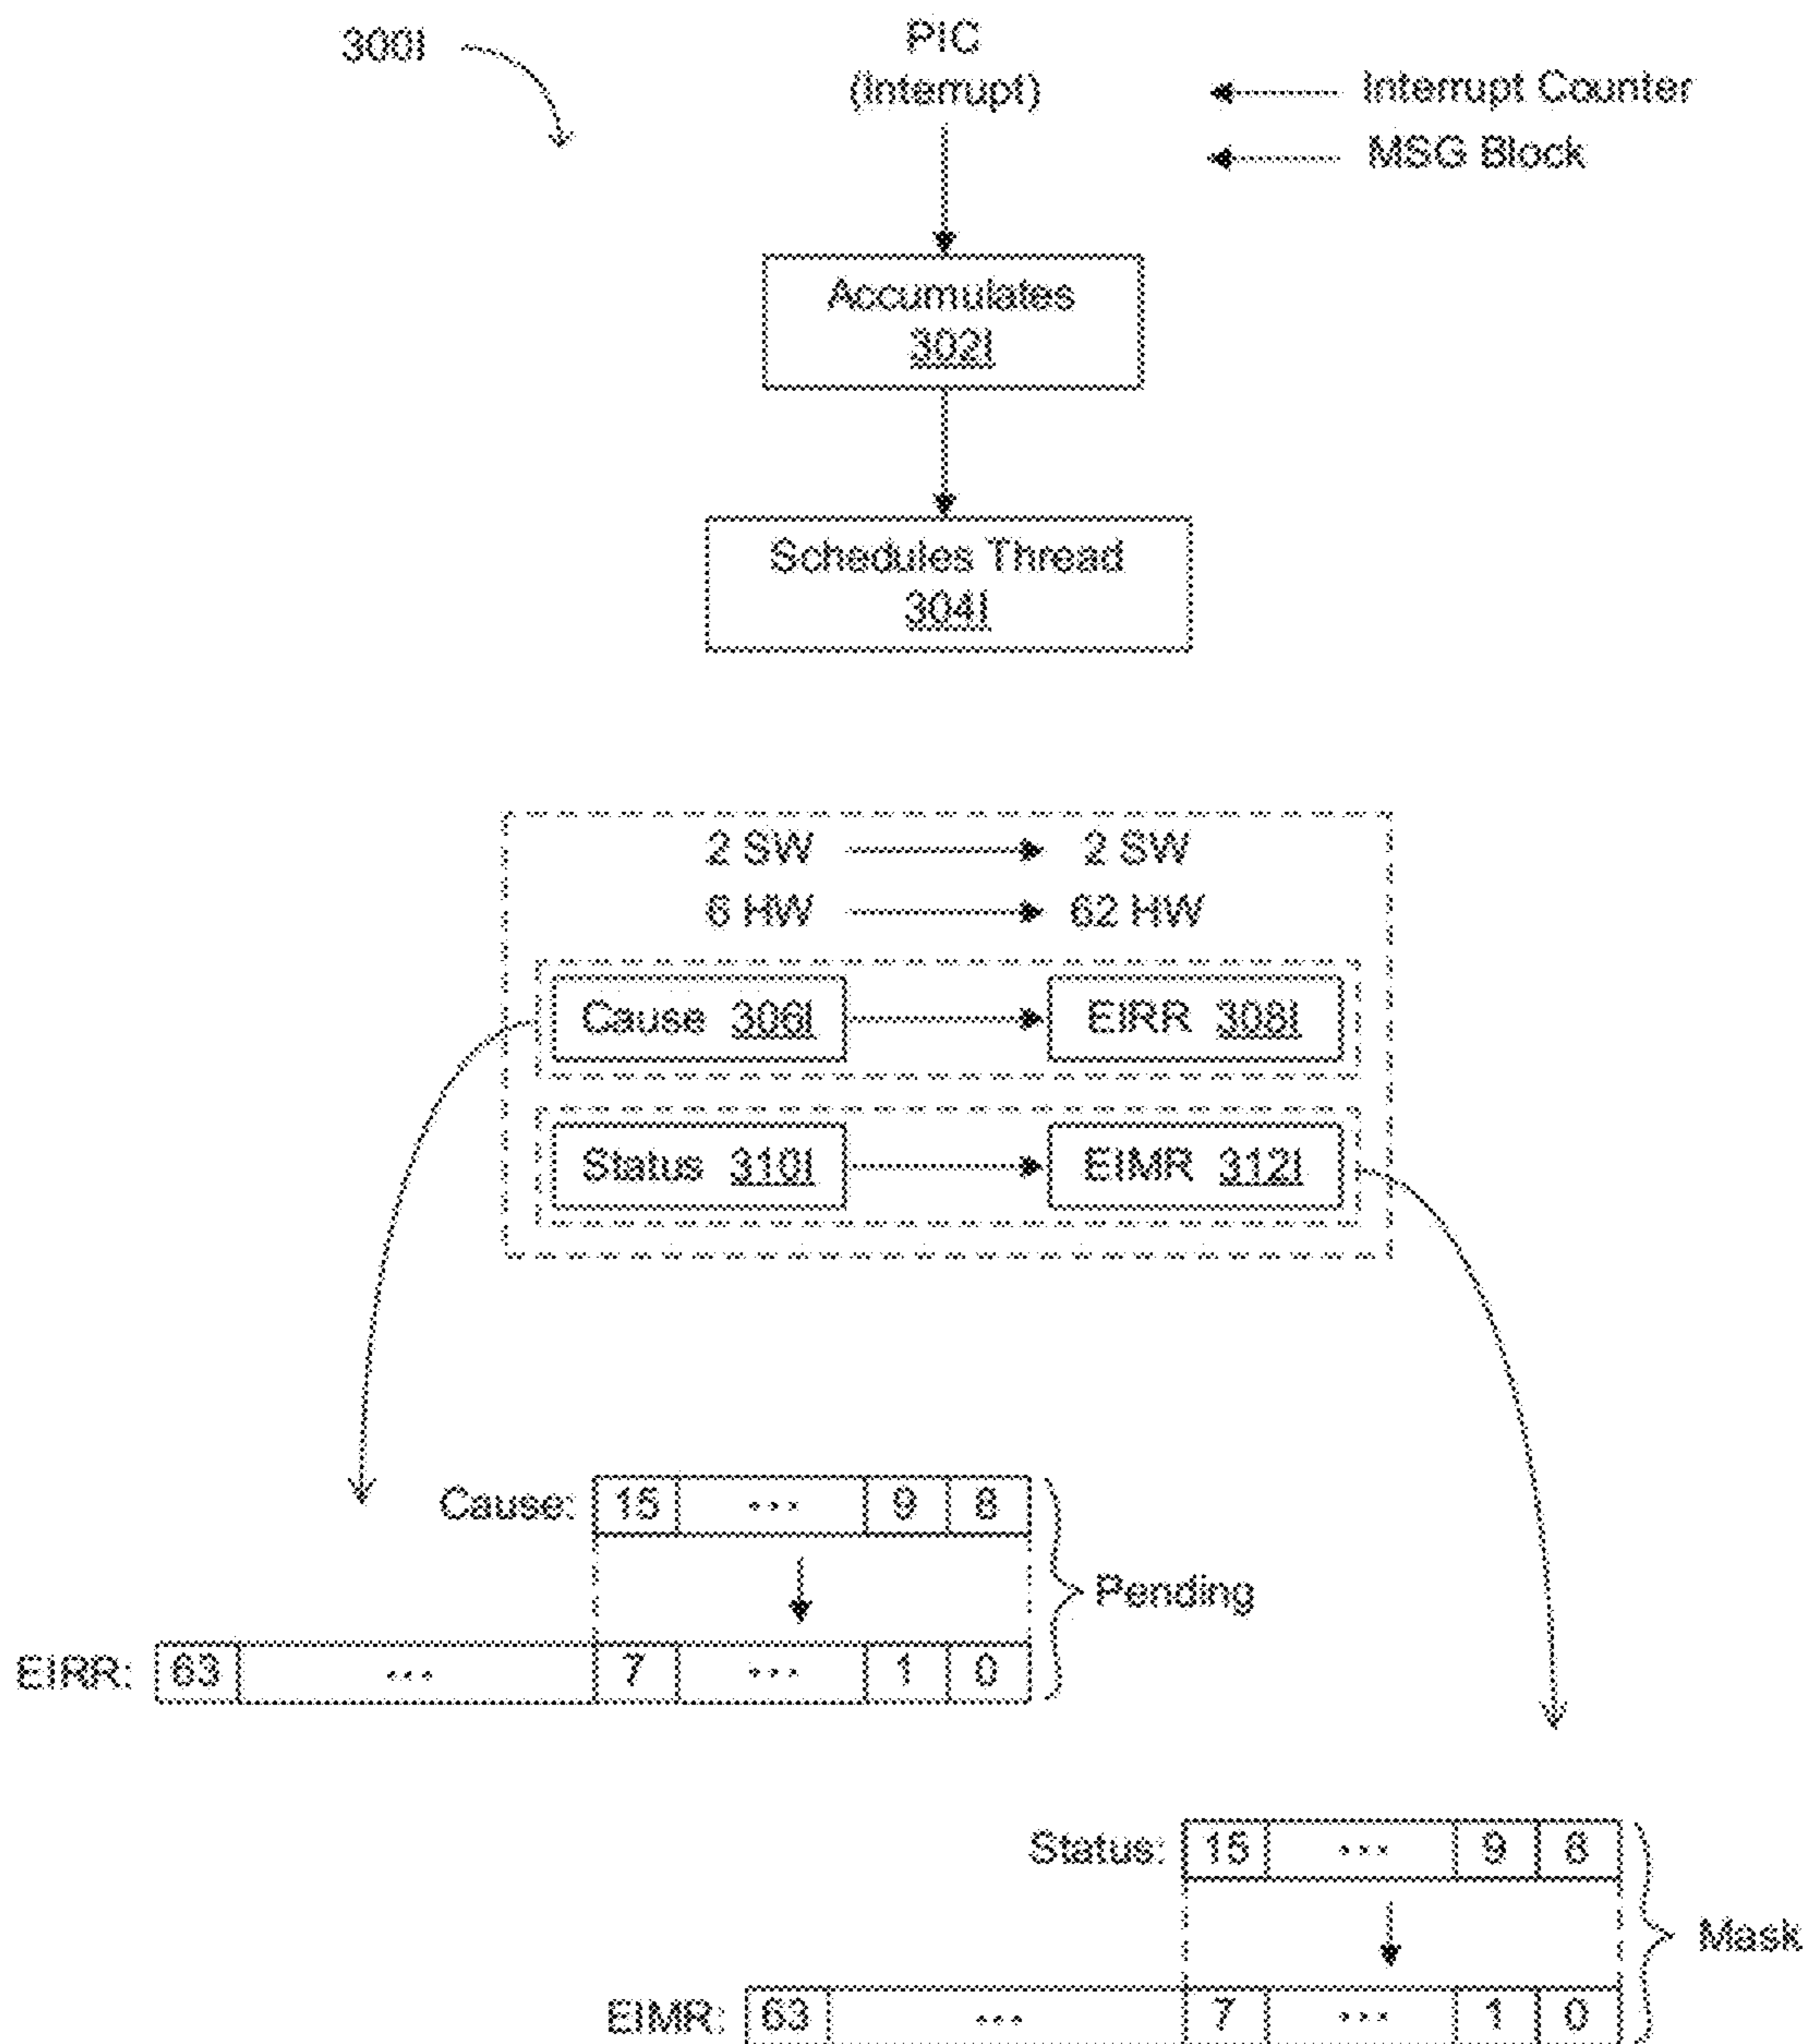 300I
PIC
(Interrupt)
Interrupt Counter
MSG Block
Accumulates
302I
Schedules Thread
304I
2 SW 2 SW
6 HW 62 HW
Cause 306I EIRR 308I
Status 310I EIMR 312I
Cause: 15 ... 9 8
Pending
EIRR: 63 ... 7 ... 1 0
Status: 15 ... 9 8
Mask
EIMR: 63 ... 7 ... 1 0